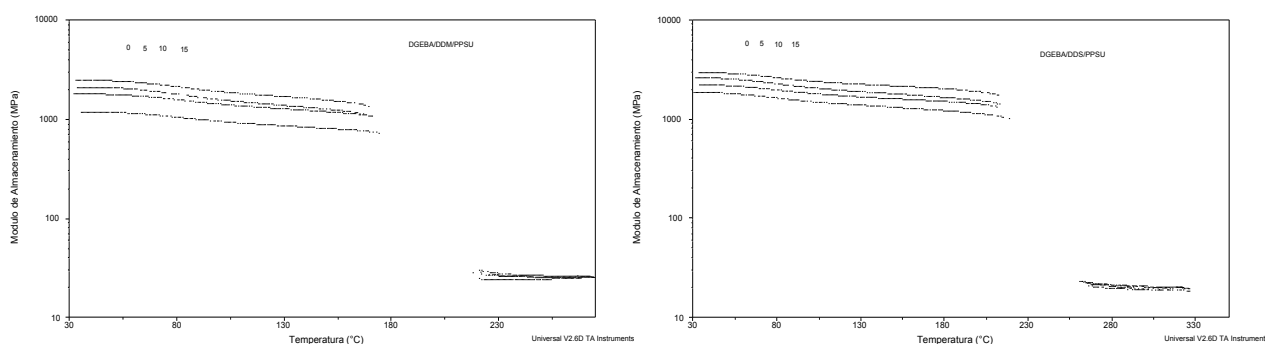 10000
1000
100
10
Modulo de Almacenamiento (MPa)
0 5 10 15
DGEBA/DDM/PPSU
30 80 130 180 230
Temperatura (°C)
Universal V2.6D TA Instruments
10000
1000
100
10
Modulo de Almacenamiento (MPa)
0 5 10 15
DGEBA/DDS/PPSU
30 80 130 180 230 280 330
Temperatura (°C)
Universal V2.6D TA Instrument